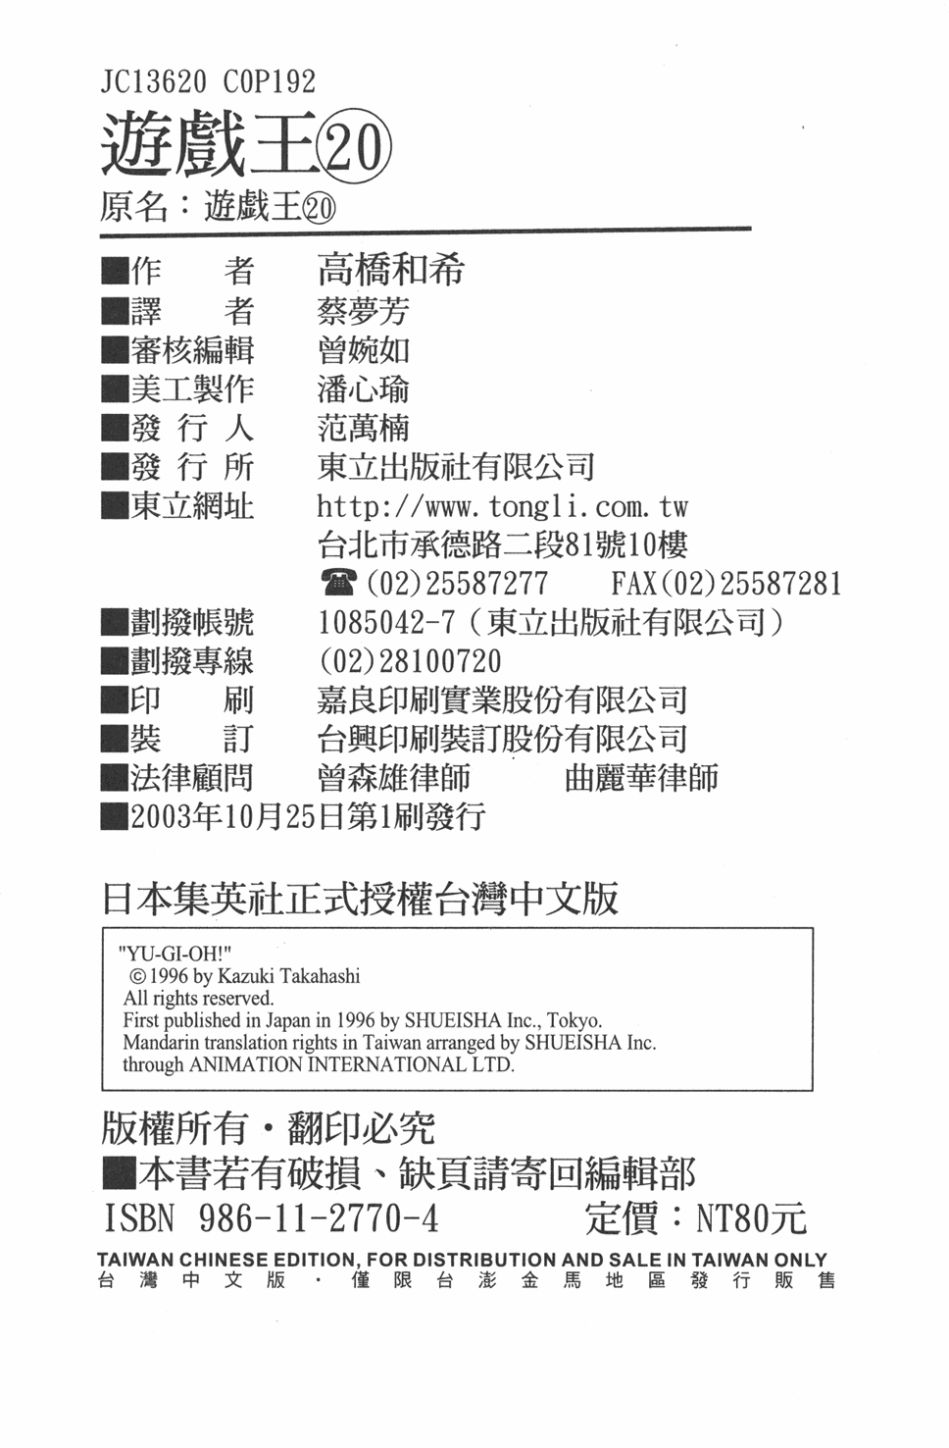 JC13620 COP192
遊戲王⑳
原名：遊戯王⑳
■作　　者　高橋和希
■譯　　者　蔡夢芳
■審核編輯　曾婉如
■美工製作　潘心瑜
■發 行 人　范萬楠
■發 行 所　東立出版社有限公司
■東立網址　http://www.tongli.com.tw
台北市承德路二段81號10樓
☎(02)25587277　FAX(02)25587281
■劃撥帳號　1085042-7（東立出版社有限公司）
■劃撥專線　(02)28100720
■印　　刷　嘉良印刷實業股份有限公司
■裝　　訂　台興印刷裝訂股份有限公司
■法律顧問　曾森雄律師　　曲麗華律師
■2003年10月25日第1刷發行
日本集英社正式授權台灣中文版
"YU-GI-OH!"
©1996 by Kazuki Takahashi
All rights reserved.
First published in Japan in 1996 by SHUEISHA Inc., Tokyo.
Mandarin translation rights in Taiwan arranged by SHUEISHA Inc.
through ANIMATION INTERNATIONAL LTD.
版權所有・翻印必究
■本書若有破損、缺頁請寄回編輯部
ISBN 986-11-2770-4　　定價：NT80元
TAIWAN CHINESE EDITION, FOR DISTRIBUTION AND SALE IN TAIWAN ONLY
台灣中文版・僅限台澎金馬地區發行販售